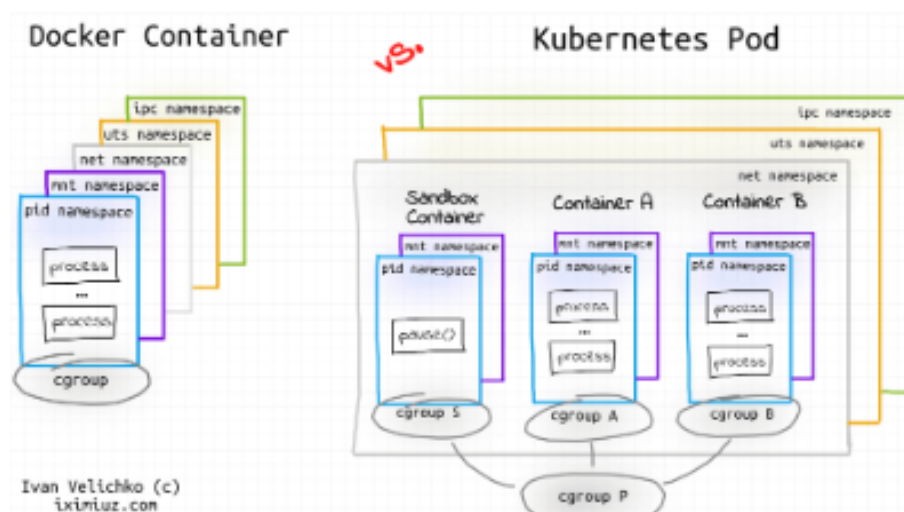 Docker Container
vs.
Kubernetes Pod
ipc namespace
uts namespace
net namespace
mnt namespace
pid namespace
process
...
process
cgroup
ipc namespace
uts namespace
net namespace
Sandbox
Container
mnt namespace
pid namespace
pause()
cgroup S
Container A
mnt namespace
pid namespace
process
...
process
cgroup A
Container B
mnt namespace
pid namespace
process
...
process
cgroup B
cgroup P
Ivan Velichko (c)
iximiuz.com